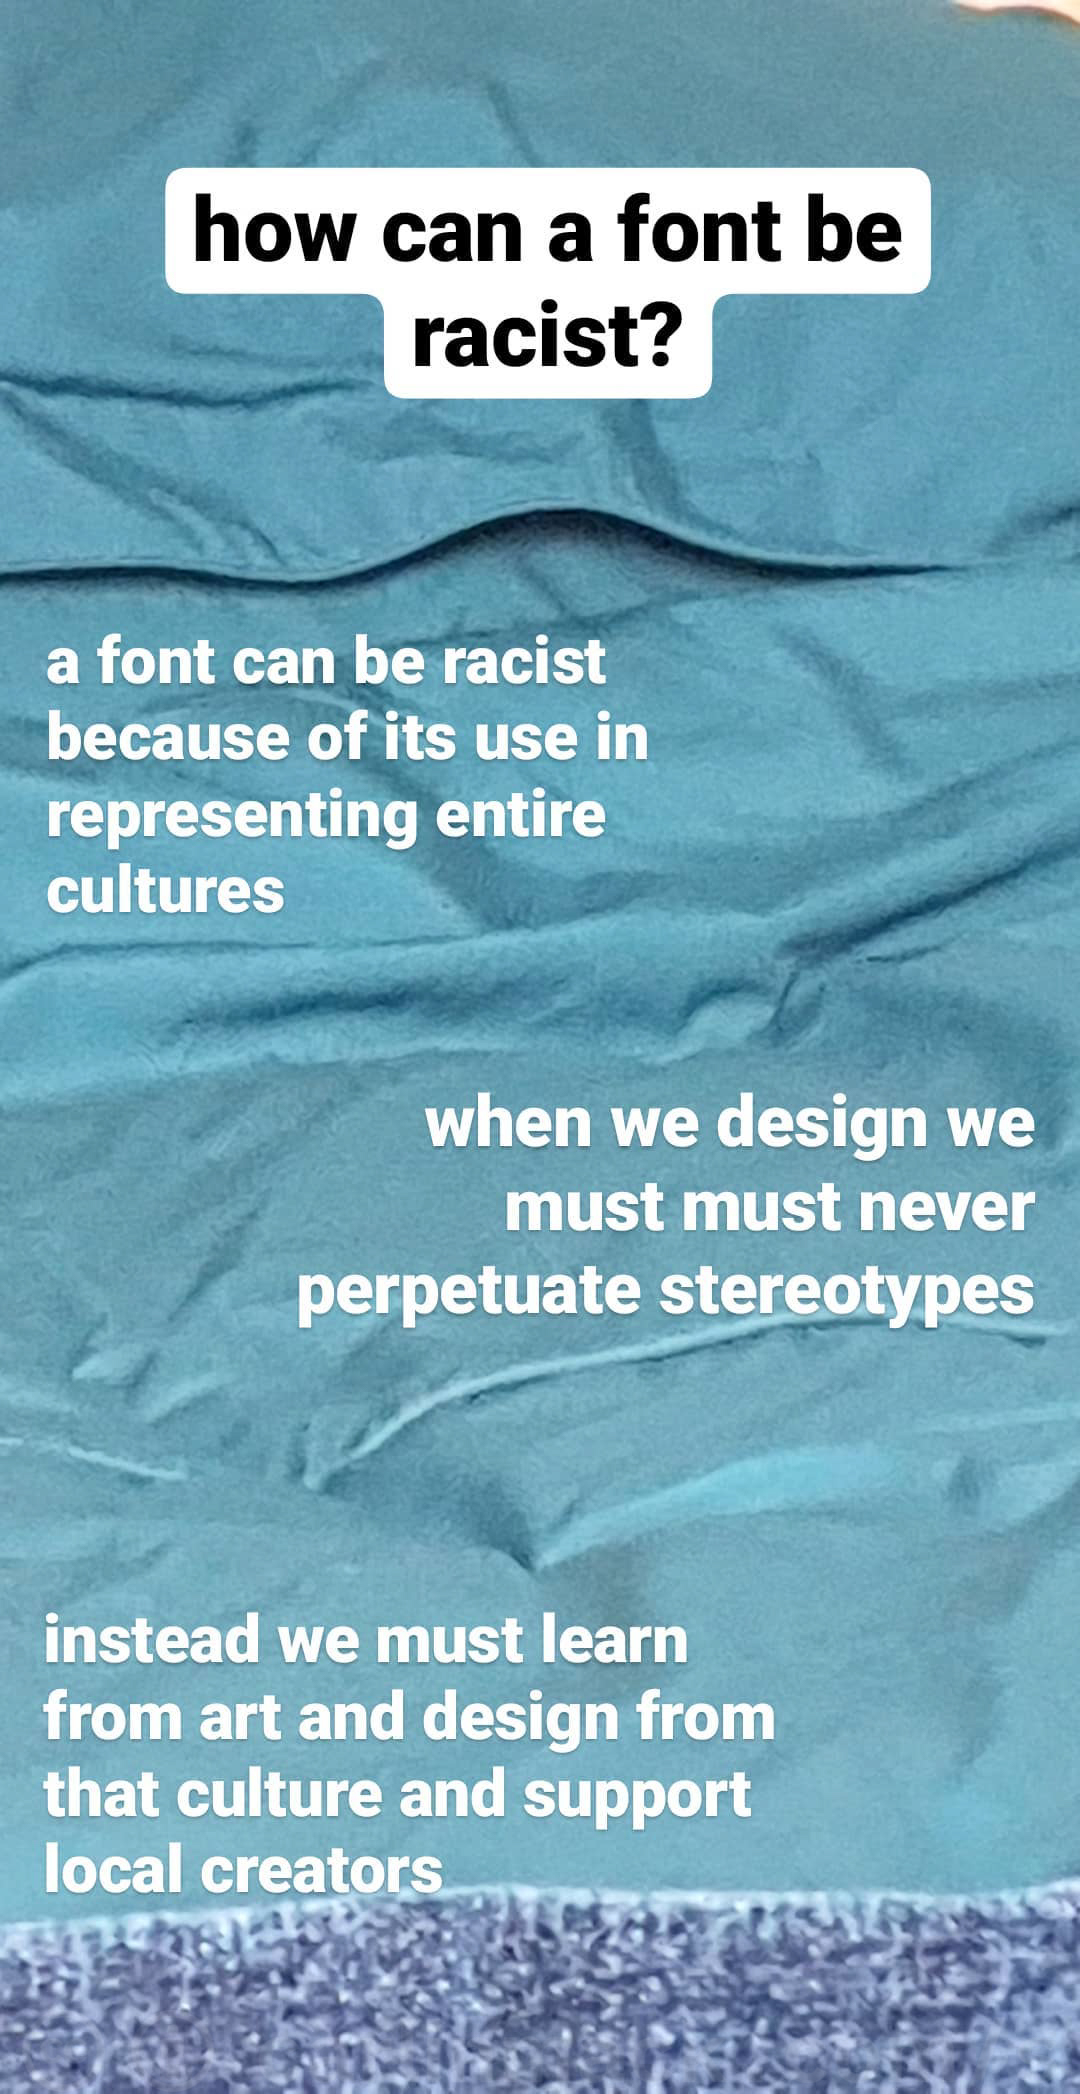 how can a font be
racist?
a font can be racist
because of its use in
representing entire
cultures
when we design we
must must never
perpetuate stereotypes
instead we must learn
from art and design from
that culture and support
local creators